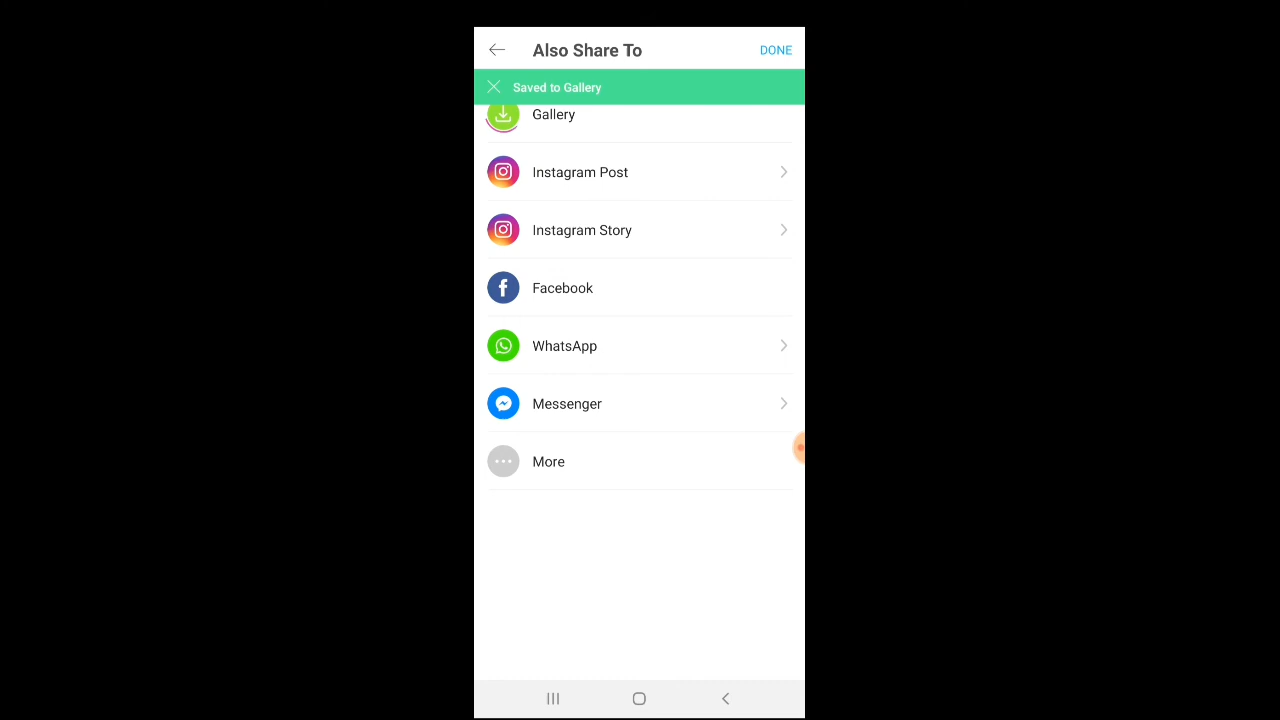 Also Share To
DONE
Saved to Gallery
Gallery
Instagram Post
Instagram Story
Facebook
WhatsApp
Messenger
More